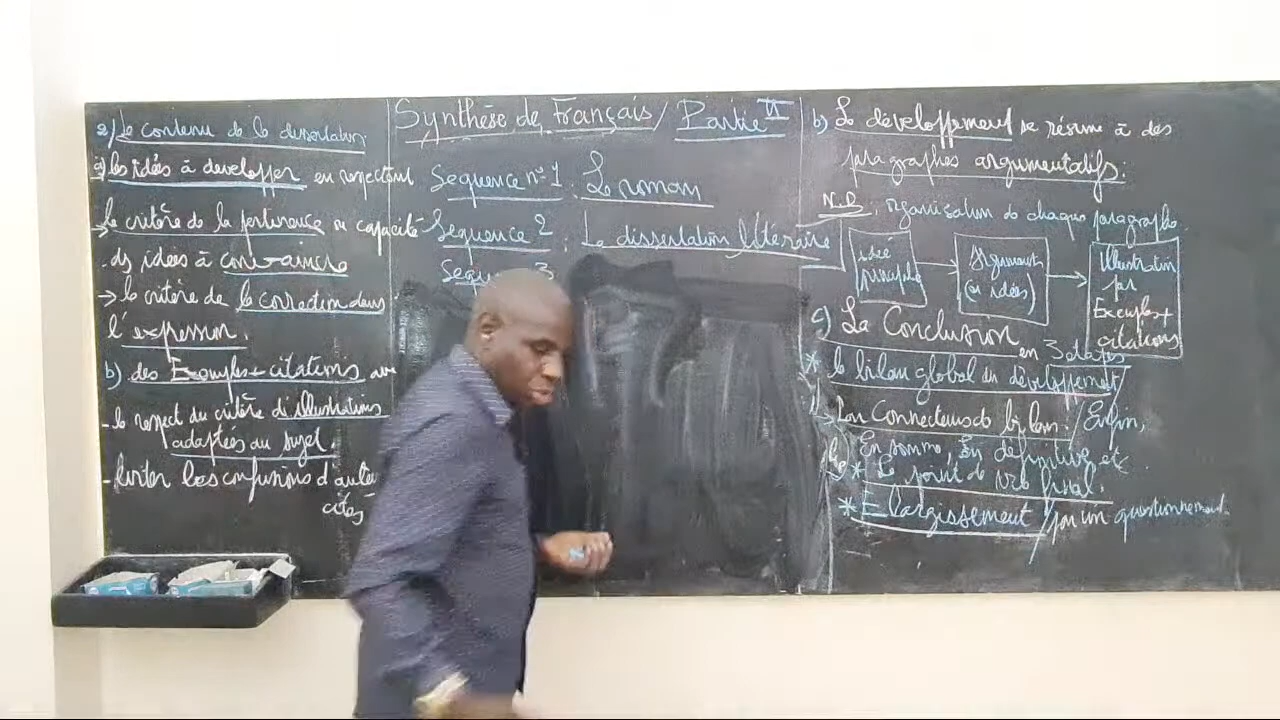 2) Le contenu de la dissertation.
a) les idées à developper en respectant
→ le critère de la pertinence ou capacité
des idées à convaincre
→ le critère de la correction dans
l'expression.
b) des Exemples + citations avec
- le respect du critère d'illustrations
adaptées au sujet.
- Eviter les confusions d'auteurs
cités
Synthèse de Français / Partie VI
Sequence n° 1 : Le roman
Sequence 2 : La dissertation littéraire
Sequ 3
b) Le développement se résume à des
paragraphes argumentatifs.
N.B. organisation de chaque paragraphe.
idée principale → Arguments (ou idées) → Illustration par Exemples + citations
c) La Conclusion en 3 étapes
* le bilan global du développement /
Les Connecteurs de bilan : / Enfin,
En somme, En définitive, etc.
* Le point de vue final.
* Elargissement / par un questionnement.